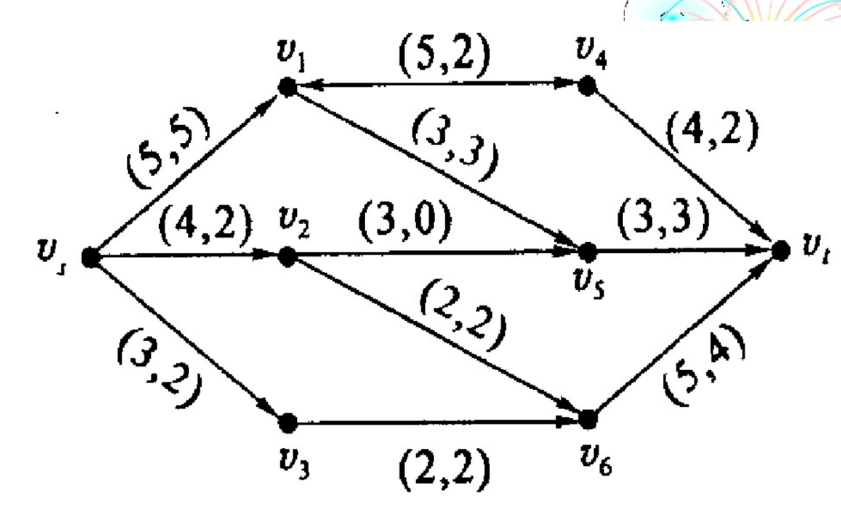 v₁ (5,2) v₄
(5,5) (3,3) (4,2)
vₛ (4,2) v₂ (3,0) (3,3) vₜ
v₅
(3,2) (2,2) (5,4)
v₃ (2,2) v₆